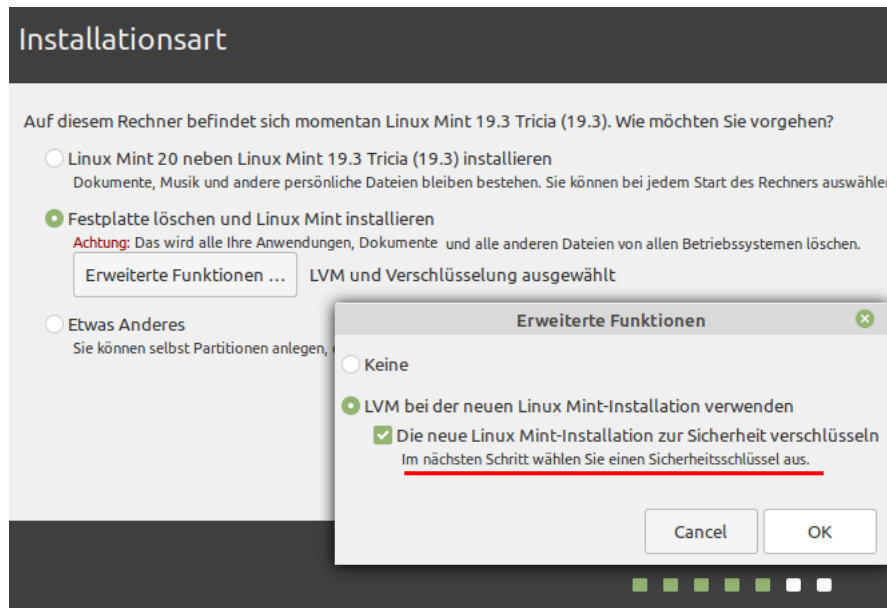 Installationsart
Auf diesem Rechner befindet sich momentan Linux Mint 19.3 Tricia (19.3). Wie möchten Sie vorgehen?
Linux Mint 20 neben Linux Mint 19.3 Tricia (19.3) installieren
Dokumente, Musik und andere persönliche Dateien bleiben bestehen. Sie können bei jedem Start des Rechners auswähle
Festplatte löschen und Linux Mint installieren
Achtung: Das wird alle Ihre Anwendungen, Dokumente und alle anderen Dateien von allen Betriebssystemen löschen.
Erweiterte Funktionen ... LVM und Verschlüsselung ausgewählt
Etwas Anderes
Sie können selbst Partitionen anlegen,
Erweiterte Funktionen
Keine
LVM bei der neuen Linux Mint-Installation verwenden
Die neue Linux Mint-Installation zur Sicherheit verschlüsseln
Im nächsten Schritt wählen Sie einen Sicherheitsschlüssel aus.
Cancel OK